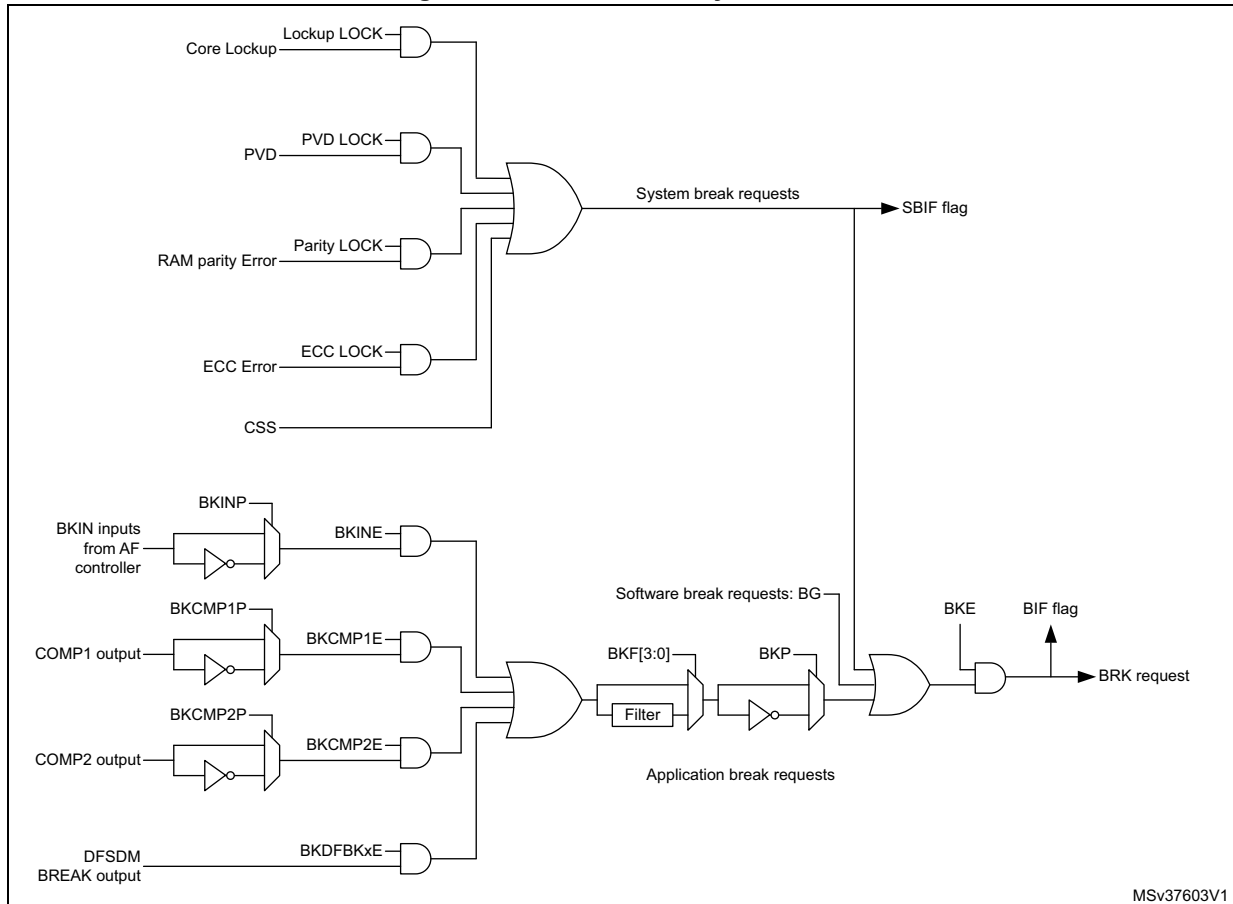 Lockup LOCK
Core Lockup
PVD LOCK
PVD
System break requests
SBIF flag
Parity LOCK
RAM parity Error
ECC LOCK
ECC Error
CSS
BKINP
BKIN inputs
from AF
controller
BKINE
Software break requests: BG
BKE
BIF flag
BKCMP1P
BKCMP1E
COMP1 output
BKF[3:0]
BKP
BRK request
Filter
BKCMP2P
BKCMP2E
COMP2 output
Application break requests
DFSDM
BREAK output
BKDFBKxE
MSv37603V1